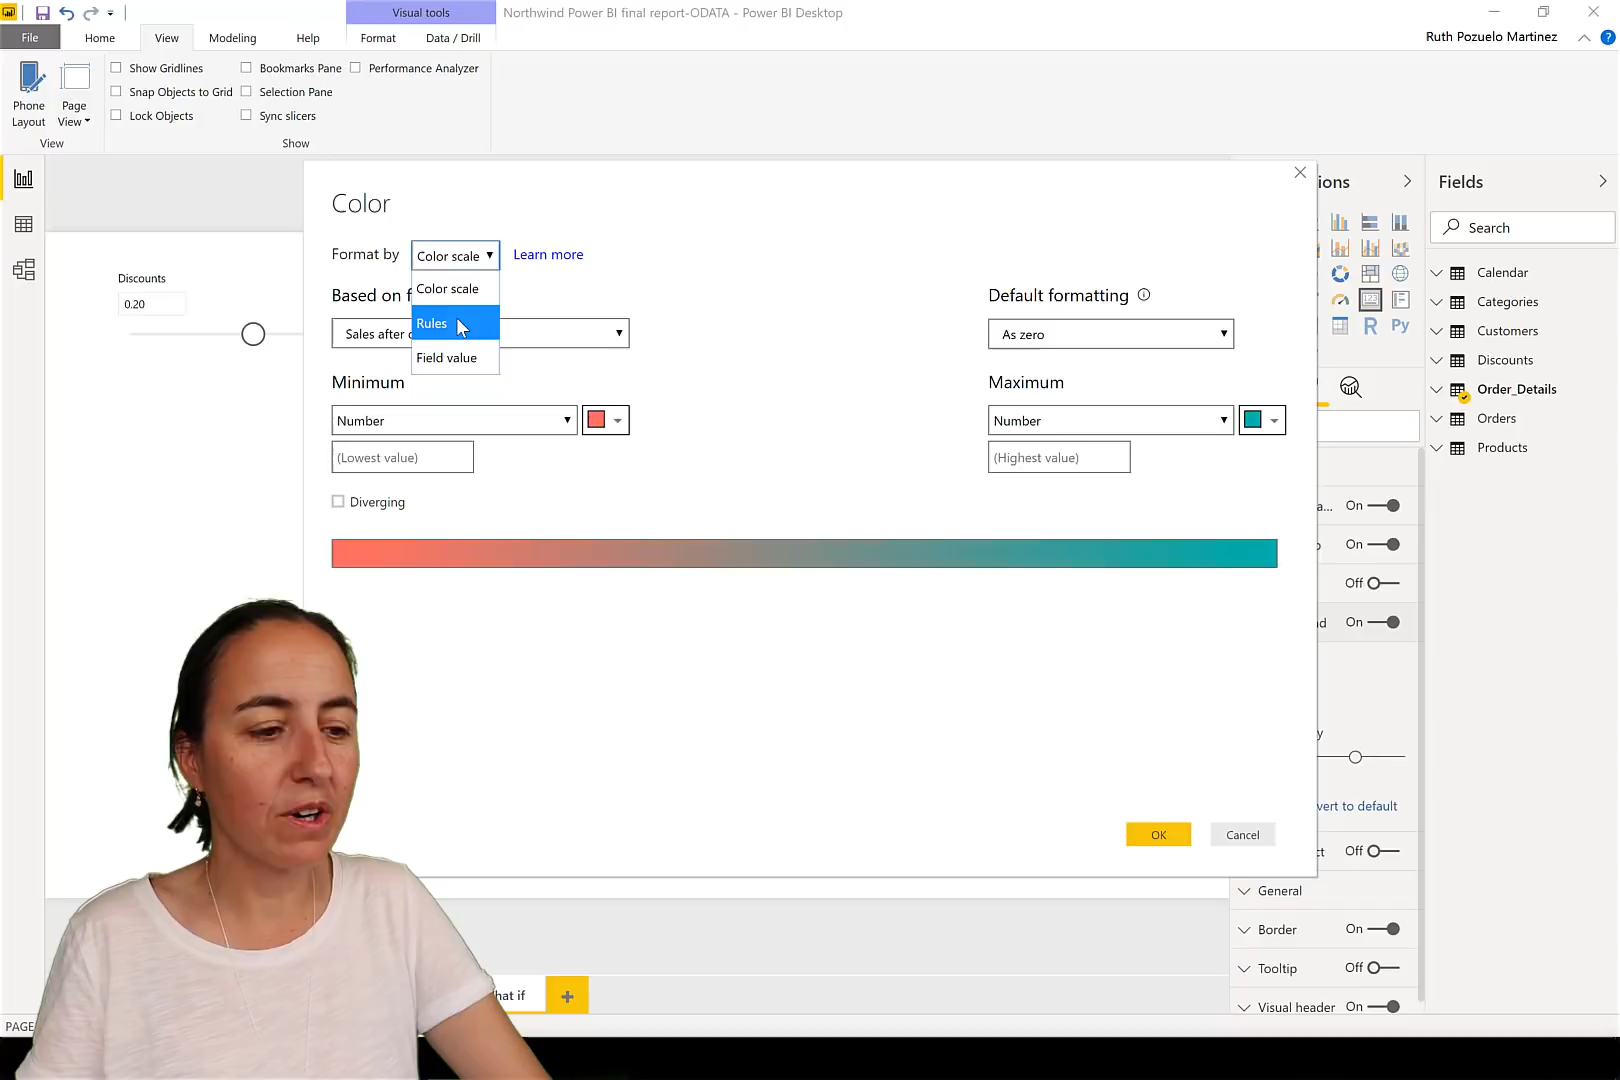 Visual tools
Northwind Power BI final report-ODATA - Power BI Desktop
File
Home
View
Modeling
Help
Format
Data / Drill
Ruth Pozuelo Martinez
?
Show Gridlines
Bookmarks Pane
Performance Analyzer
Snap Objects to Grid
Selection Pane
Lock Objects
Sync slicers
Phone
Layout
Page
View
View
Show
Color
Format by
Color scale
Learn more
Color scale
Rules
Field value
Based on f
Sales after
Default formatting
As zero
Minimum
Number
(Lowest value)
Maximum
Number
(Highest value)
Diverging
OK
Cancel
Discounts
0.20
ions
123
R
Py
a...
On
On
Off
On
vert to default
Off
General
Border
On
Tooltip
Off
Visual header
On
Fields
Search
Calendar
Categories
Customers
Discounts
Order_Details
Orders
Products
hat if
PAGE